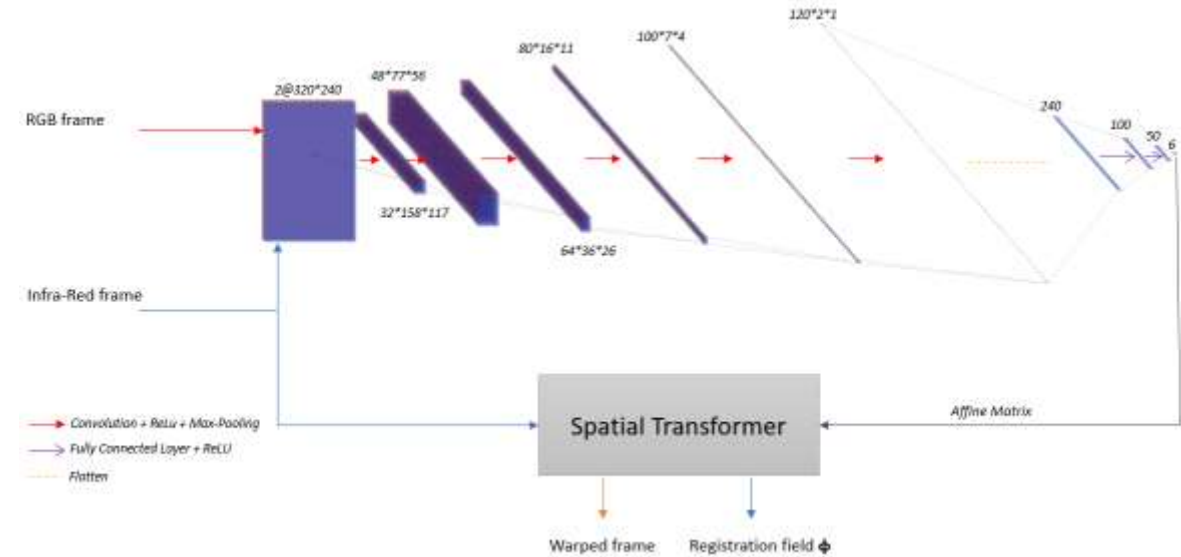 120*2*1
100*7*4
80*16*11
48*77*56
2@320*240
240
RGB frame
100
50
6
32*158*117
64*36*26
Infra-Red frame
Affine Matrix
Convolution + ReLu + Max-Pooling
Spatial Transformer
Fully Connected Layer + ReLU
Flatten
Warped frame
Registration field ϕ